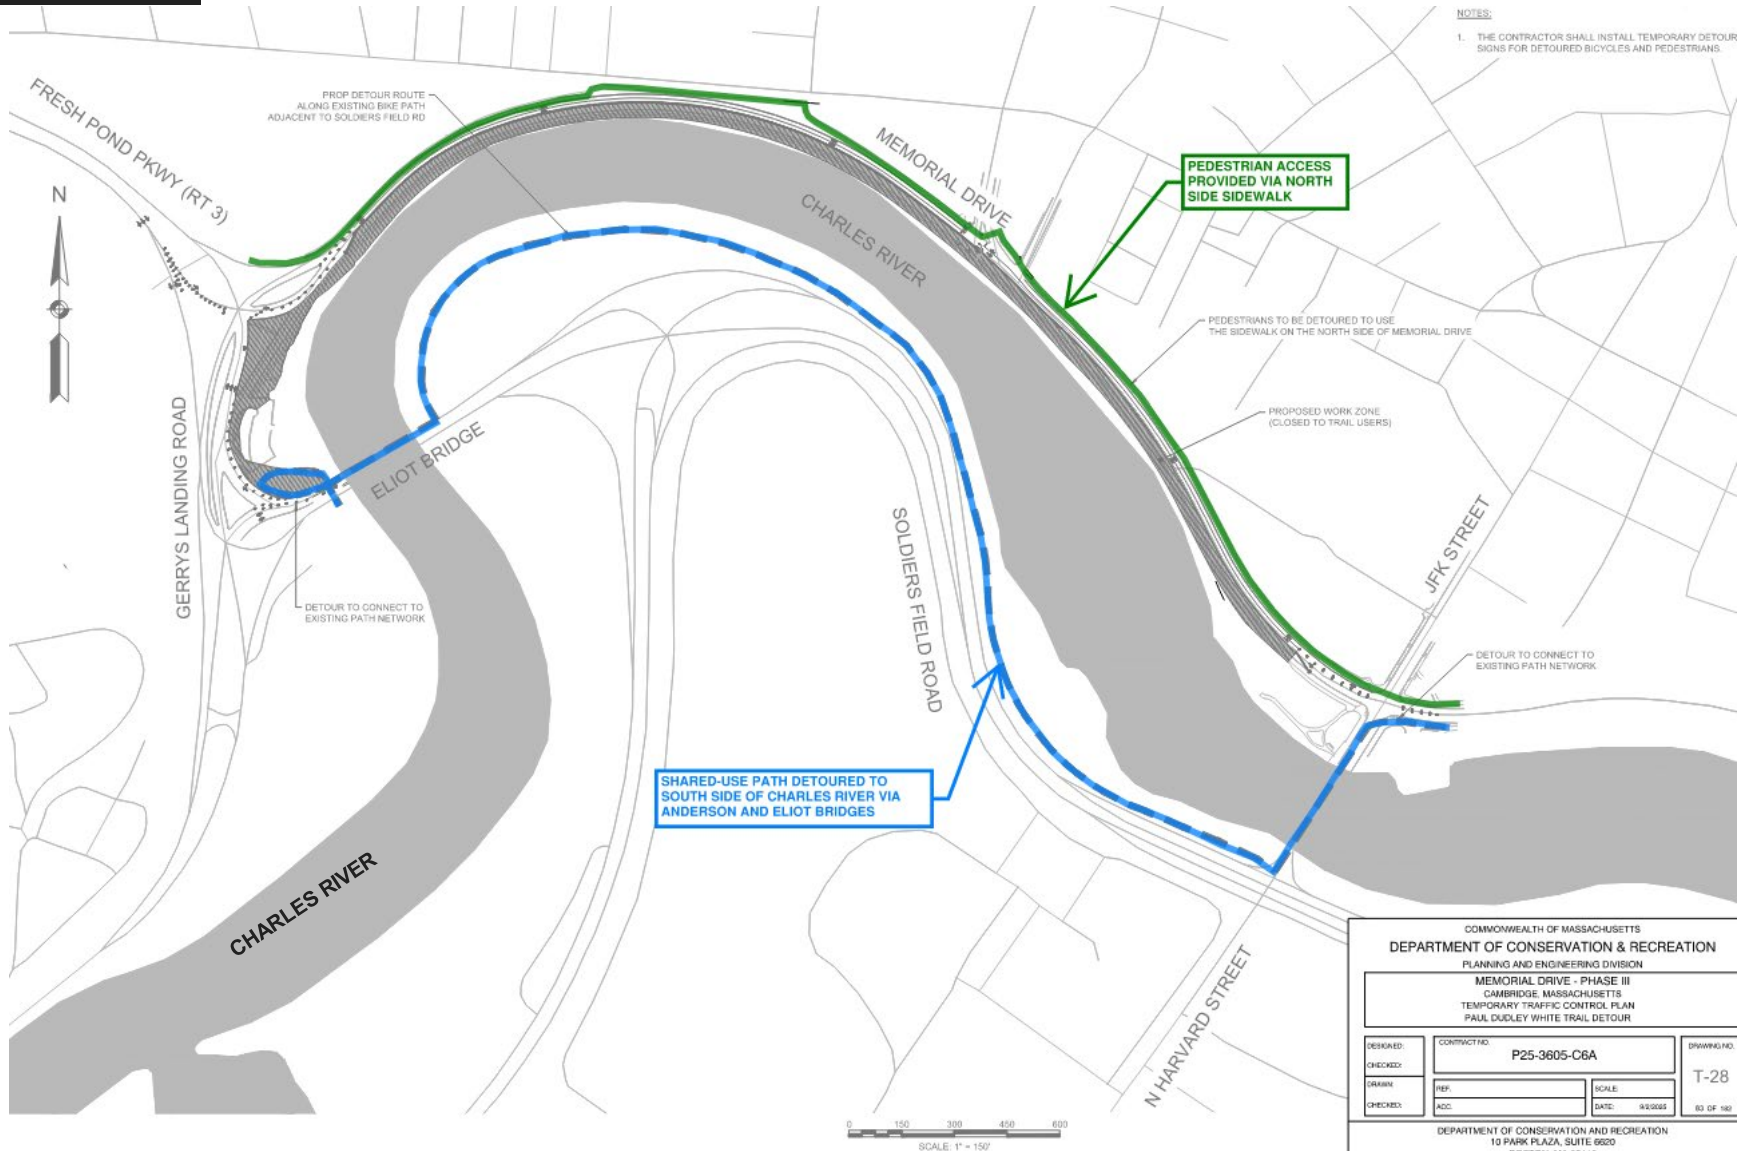 NOTES:
1. THE CONTRACTOR SHALL INSTALL TEMPORARY DETOUR
SIGNS FOR DETOURED BICYCLES AND PEDESTRIANS.
FRESH POND PKWY (RT 3)
PROP DETOUR ROUTE
ALONG EXISTING BIKE PATH
ADJACENT TO SOLDIERS FIELD RD
MEMORIAL DRIVE
PEDESTRIAN ACCESS
PROVIDED VIA NORTH
SIDE SIDEWALK
N
CHARLES RIVER
PEDESTRIANS TO BE DETOURED TO USE
THE SIDEWALK ON THE NORTH SIDE OF MEMORIAL DRIVE
PROPOSED WORK ZONE
(CLOSED TO TRAIL USERS)
GERRYS LANDING ROAD
ELIOT BRIDGE
SOLDIERS FIELD ROAD
JFK STREET
DETOUR TO CONNECT TO
EXISTING PATH NETWORK
DETOUR TO CONNECT TO
EXISTING PATH NETWORK
SHARED-USE PATH DETOURED TO
SOUTH SIDE OF CHARLES RIVER VIA
ANDERSON AND ELIOT BRIDGES
CHARLES RIVER
N HARVARD STREET
0 150 300 450 600
SCALE: 1" = 150'
COMMONWEALTH OF MASSACHUSETTS
DEPARTMENT OF CONSERVATION & RECREATION
PLANNING AND ENGINEERING DIVISION
MEMORIAL DRIVE - PHASE III
CAMBRIDGE, MASSACHUSETTS
TEMPORARY TRAFFIC CONTROL PLAN
PAUL DUDLEY WHITE TRAIL DETOUR
DESIGNED:
CHECKED:
DRAWN:
CHECKED:
CONTRACT NO.
P25-3605-C6A
REF.
ACC.
SCALE:
DATE: 9/2/2025
DRAWING NO.
T-28
OF
DEPARTMENT OF CONSERVATION AND RECREATION
10 PARK PLAZA, SUITE 6620